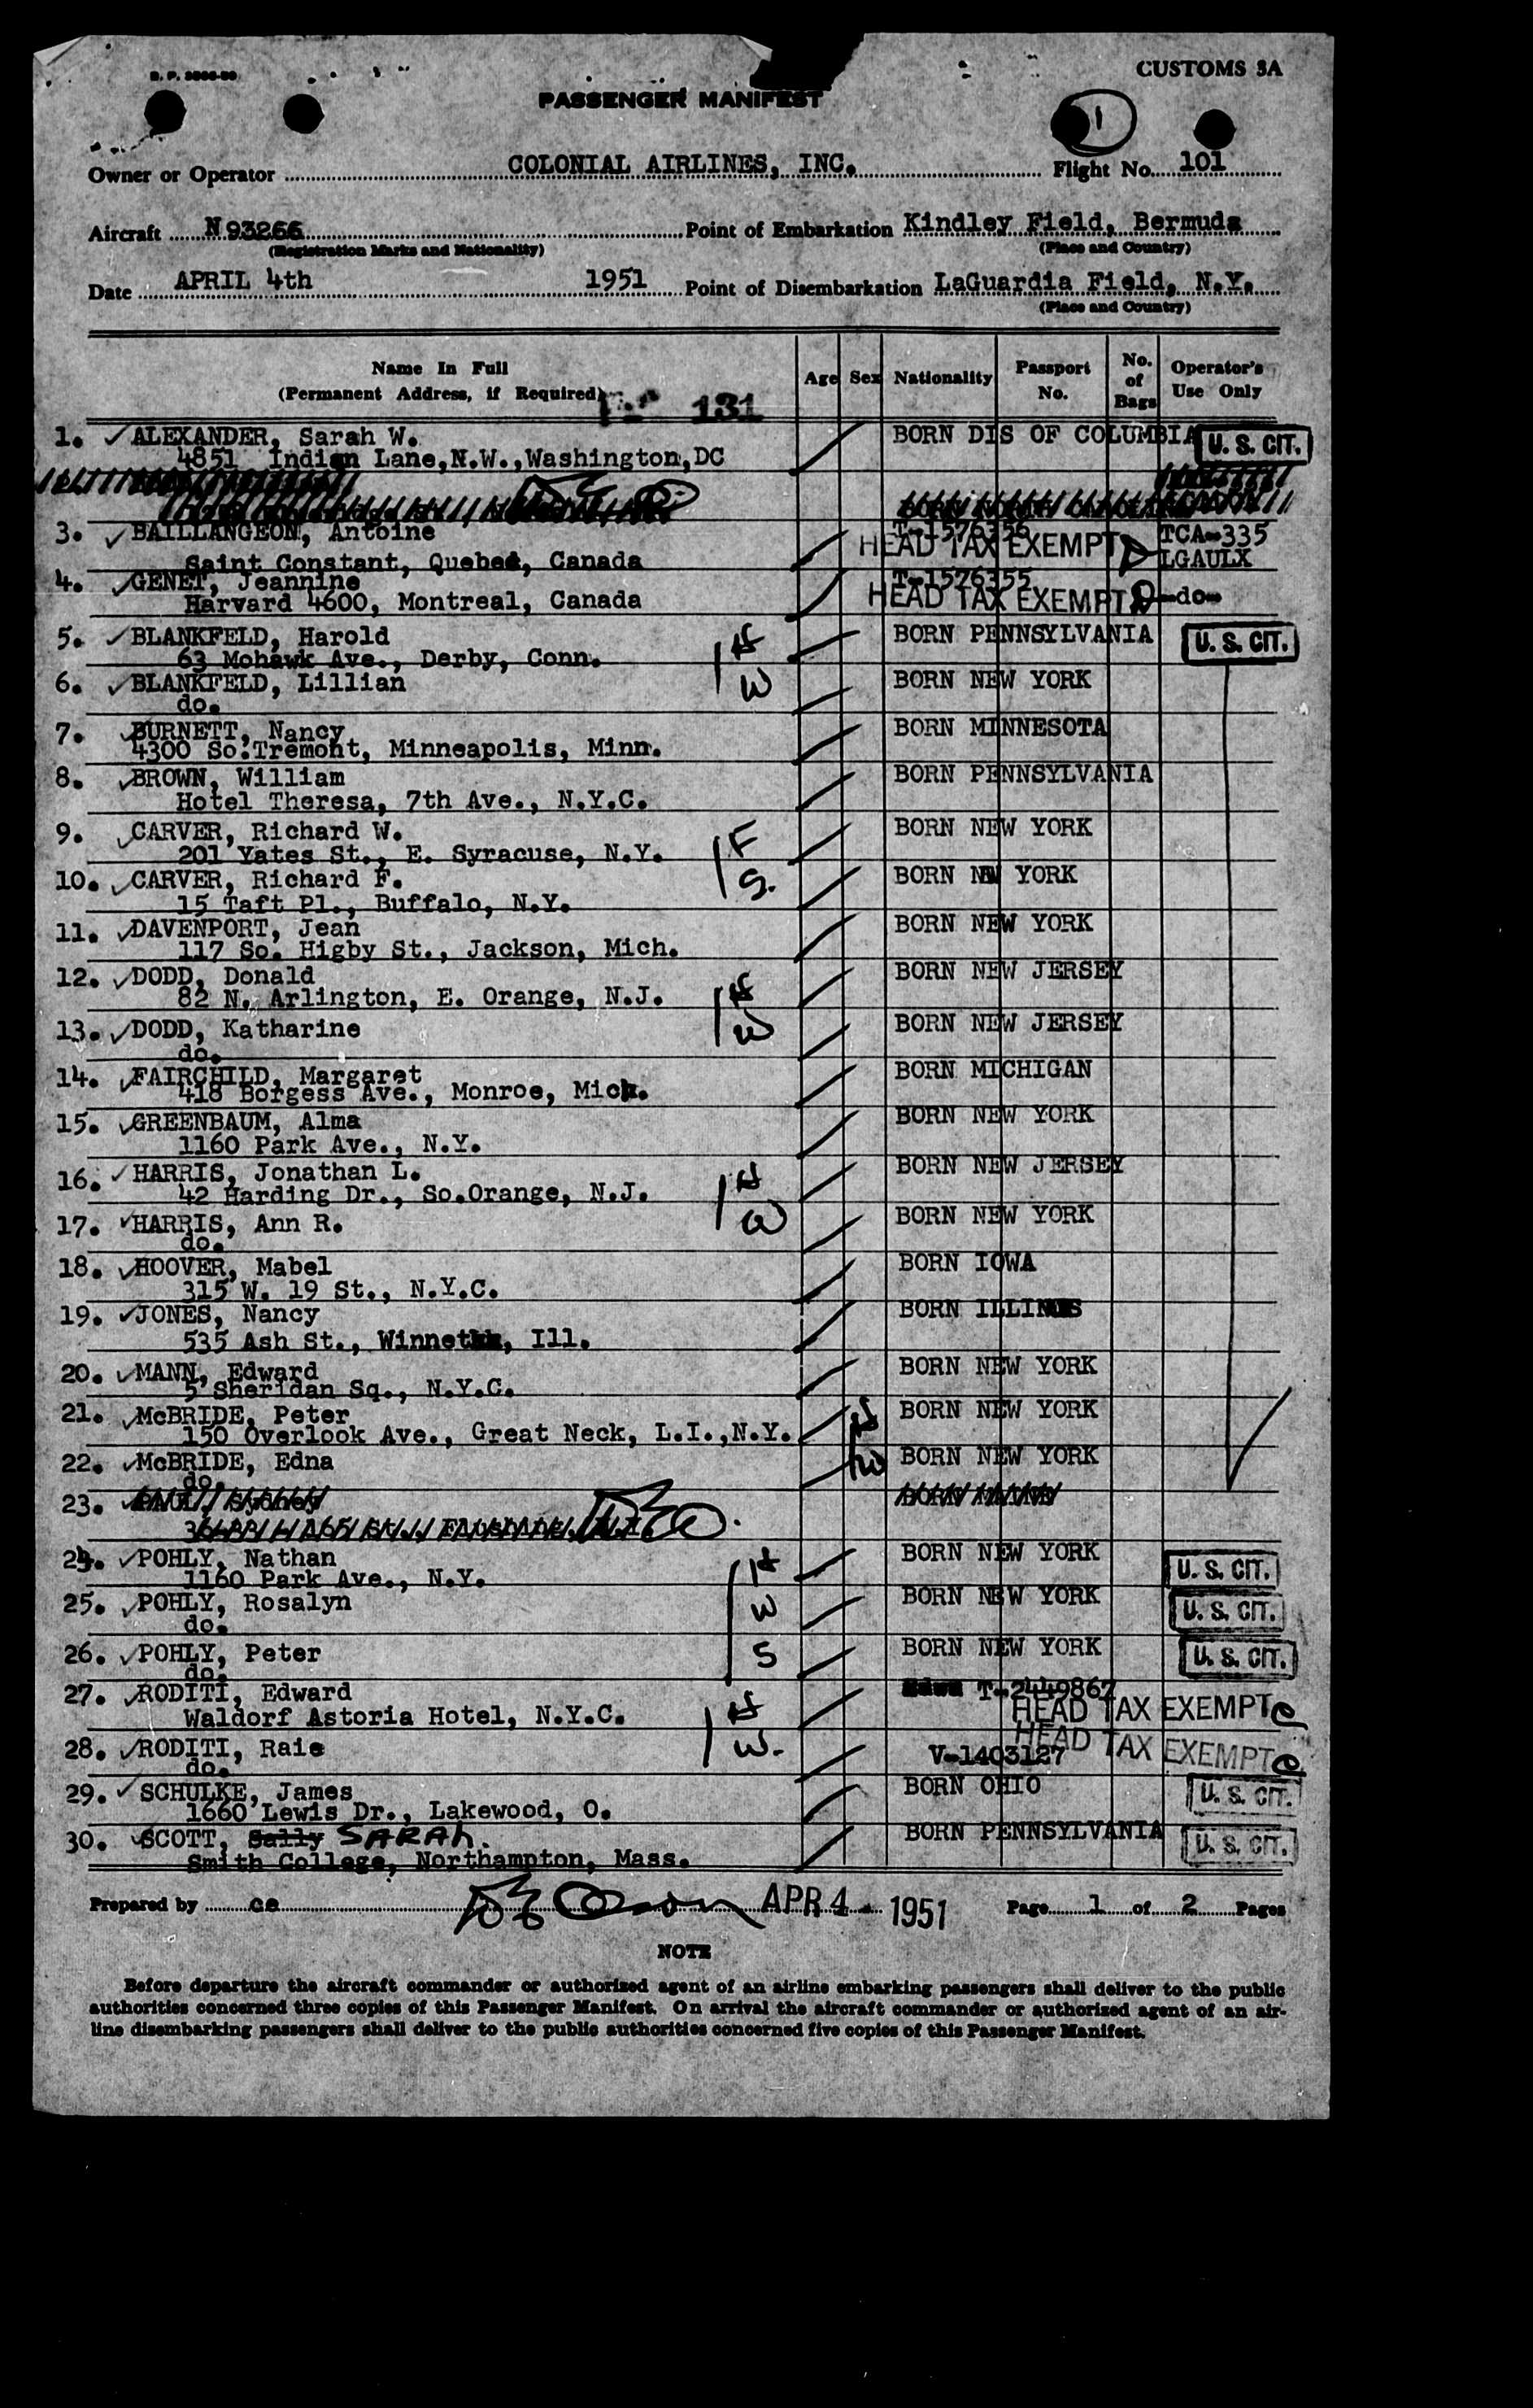 CUSTOMS 3A
PASSENGER MANIFEST
1
Owner or Operator COLONIAL AIRLINES, INC. Flight No. 101
Aircraft N 93266 Point of Embarkation Kindley Field, Bermuda
(Registration Marks and Nationality) (Place and Country)
Date APRIL 4th 1951 Point of Disembarkation LaGuardia Field, N.Y.
(Place and Country)
Name In Full Age Sex Nationality Passport No. No. of Bags Operator's Use Only
(Permanent Address, if Required)
131
1. ALEXANDER, Sarah W. BORN DIS OF COLUMBIA U. S. CIT.
4851 Indian Lane,N.W.,Washington,DC
3. BAILLANGEON, Antoine T-1576356 TCA-335
HEAD TAX EXEMPT LGAULX
Saint Constant, Quebec, Canada
4. GENET, Jeannine T-1576355
Harvard 4600, Montreal, Canada HEAD TAX EXEMPT -do-
5. BLANKFELD, Harold H BORN PENNSYLVANIA U. S. CIT.
63 Mohawk Ave., Derby, Conn.
6. BLANKFELD, Lillian W BORN NEW YORK
do.
7. BURNETT, Nancy BORN MINNESOTA
4300 So.Tremont, Minneapolis, Minn.
8. BROWN, William BORN PENNSYLVANIA
Hotel Theresa, 7th Ave., N.Y.C.
9. CARVER, Richard W. F BORN NEW YORK
201 Yates St., E. Syracuse, N.Y.
10. CARVER, Richard F. S. BORN YORK
15 Taft Pl., Buffalo, N.Y.
11. DAVENPORT, Jean BORN NEW YORK
117 So. Higby St., Jackson, Mich.
12. DODD, Donald H BORN NEW JERSEY
82 N. Arlington, E. Orange, N.J.
13. DODD, Katharine W BORN NEW JERSEY
do.
14. FAIRCHILD, Margaret BORN MICHIGAN
418 Borgess Ave., Monroe, Mich.
15. GREENBAUM, Alma BORN NEW YORK
1160 Park Ave., N.Y.
16. HARRIS, Jonathan L. H BORN NEW JERSEY
42 Harding Dr., So.Orange, N.J.
17. HARRIS, Ann R. W BORN NEW YORK
do.
18. HOOVER, Mabel BORN IOWA
315 W. 19 St., N.Y.C.
19. JONES, Nancy BORN ILLINOIS
535 Ash St., Winnetka, Ill.
20. MANN, Edward BORN NEW YORK
5 Sheridan Sq., N.Y.C.
21. McBRIDE, Peter H BORN NEW YORK
150 Overlook Ave., Great Neck, L.I.,N.Y.
22. McBRIDE, Edna W BORN NEW YORK
do.
23.
24. POHLY, Nathan H BORN NEW YORK U. S. CIT.
1160 Park Ave., N.Y.
25. POHLY, Rosalyn W BORN NEW YORK U. S. CIT.
do.
26. POHLY, Peter S BORN NEW YORK U. S. CIT.
do.
27. RODITI, Edward H T-2449867
Waldorf Astoria Hotel, N.Y.C. HEAD TAX EXEMPT
28. RODITI, Raie W. V-1403127 HEAD TAX EXEMPT
do.
29. SCHULKE, James BORN OHIO U. S. CIT.
1660 Lewis Dr., Lakewood, O.
30. SCOTT, Sally SARAh. BORN PENNSYLVANIA U. S. CIT.
Smith College, Northampton, Mass.
Prepared by ce APR 4 - 1951 Page 1 of 2 Pages
NOTE
Before departure the aircraft commander or authorized agent of an airline embarking passengers shall deliver to the public
authorities concerned three copies of this Passenger Manifest. On arrival the aircraft commander or authorized agent of an air-
line disembarking passengers shall deliver to the public authorities concerned five copies of this Passenger Manifest.